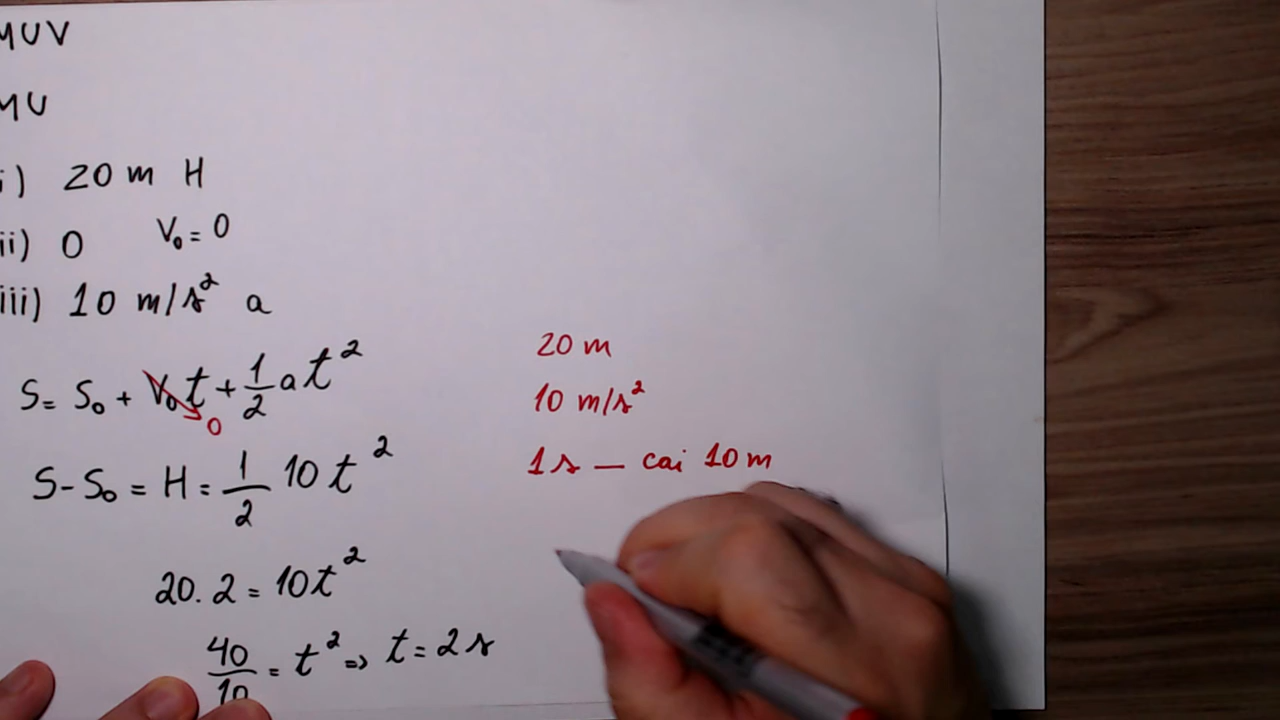 MUV
MU
i) 20 m H
ii) 0 V₀ = 0
iii) 10 m/s² a
S = S₀ + V₀t + 1/2 at²
0
S - S₀ = H = 1/2 10 t²
20 . 2 = 10t²
40/10 = t² => t = 2 s
20 m
10 m/s²
1s — cai 10 m